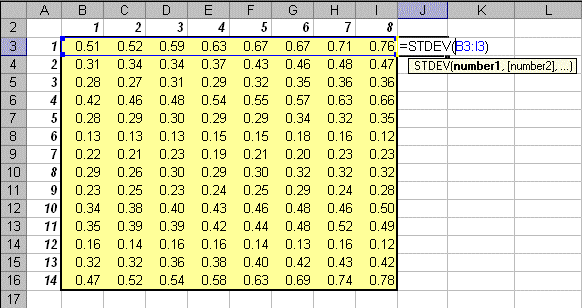 A B C D E F G H I J K L
2 1 2 3 4 5 6 7 8
3 1 0.51 0.52 0.59 0.63 0.67 0.67 0.71 0.76 =STDEV(B3:I3)
4 2 0.31 0.34 0.34 0.37 0.43 0.46 0.48 0.47 STDEV(number1, [number2], ...)
5 3 0.28 0.27 0.31 0.29 0.32 0.35 0.36 0.36
6 4 0.42 0.46 0.48 0.54 0.55 0.57 0.63 0.66
7 5 0.28 0.29 0.30 0.29 0.29 0.34 0.32 0.35
8 6 0.13 0.13 0.13 0.15 0.15 0.18 0.16 0.12
9 7 0.22 0.21 0.23 0.19 0.21 0.20 0.23 0.23
10 8 0.29 0.26 0.30 0.29 0.30 0.32 0.32 0.32
11 9 0.23 0.25 0.23 0.24 0.25 0.29 0.24 0.28
12 10 0.34 0.38 0.40 0.43 0.46 0.48 0.46 0.50
13 11 0.35 0.39 0.39 0.42 0.44 0.48 0.52 0.49
14 12 0.16 0.14 0.16 0.16 0.14 0.13 0.16 0.12
15 13 0.32 0.32 0.36 0.38 0.40 0.42 0.43 0.42
16 14 0.47 0.52 0.54 0.58 0.63 0.69 0.74 0.78
17